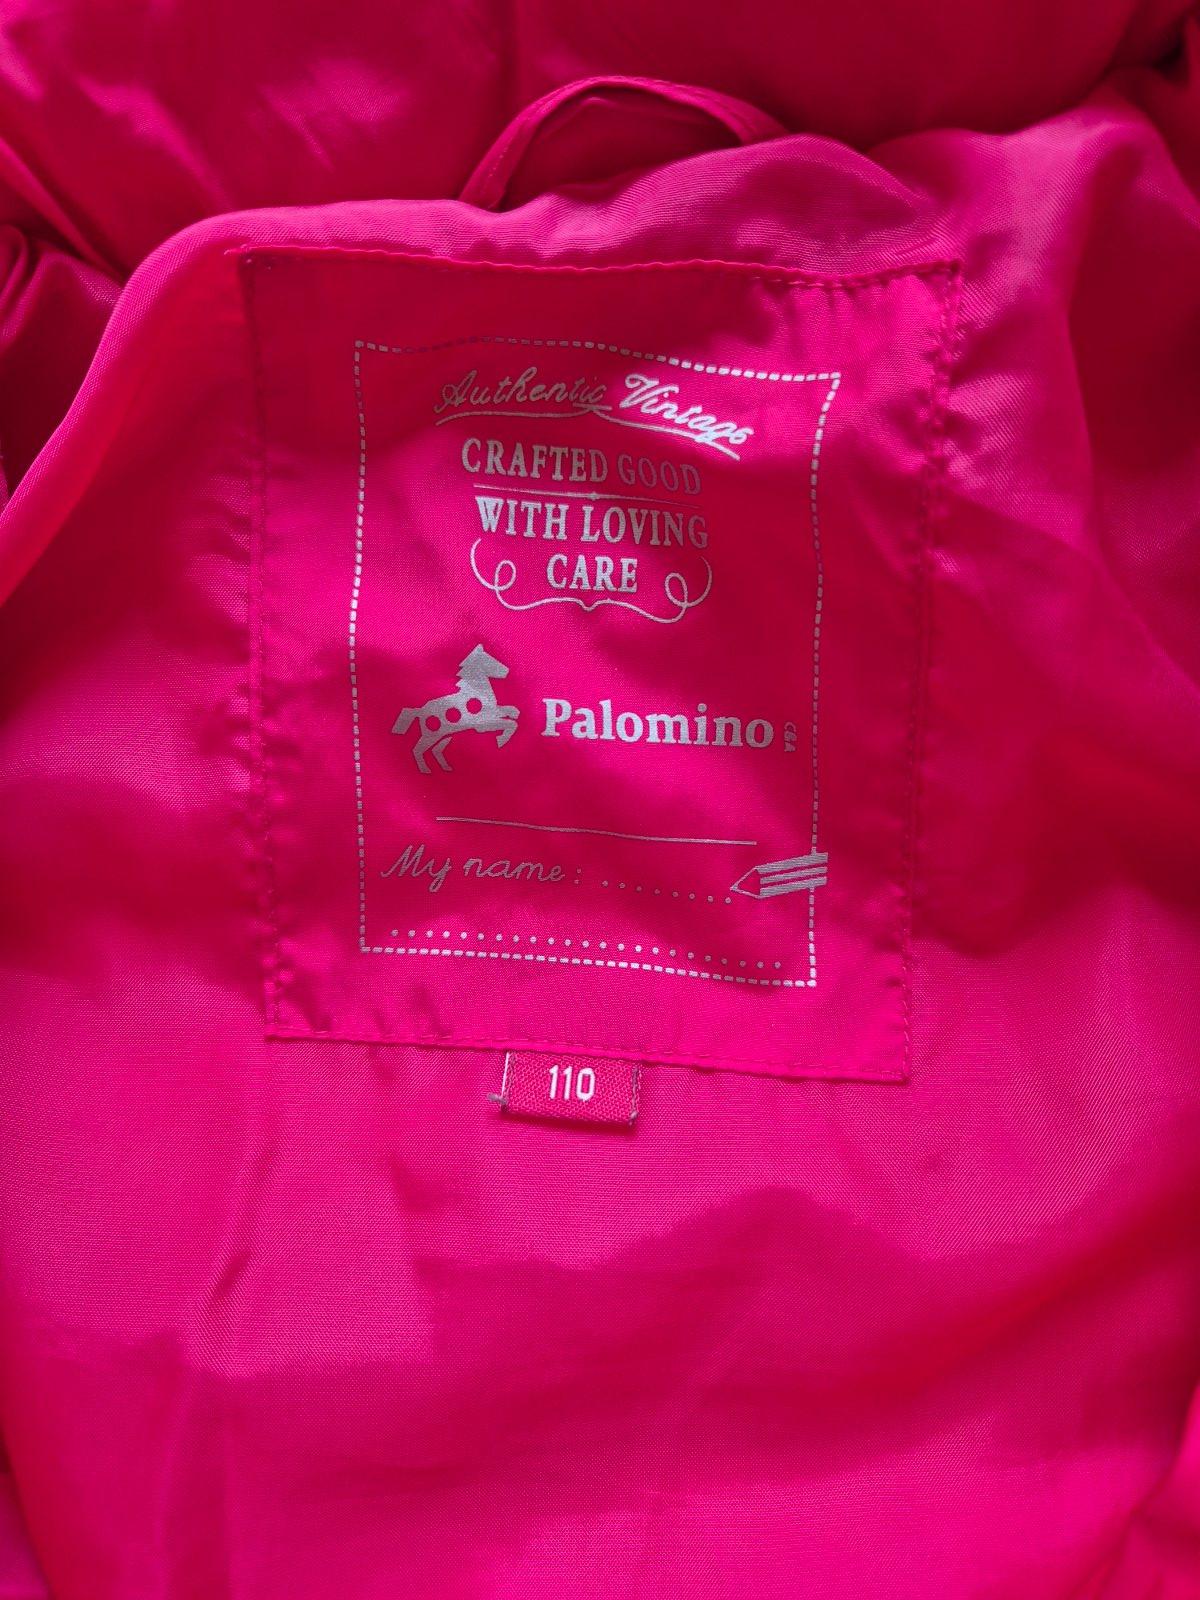 Authentic Vintage
CRAFTED GOOD
WITH LOVING
CARE
Palomino C&A
My name: ........
........................
110